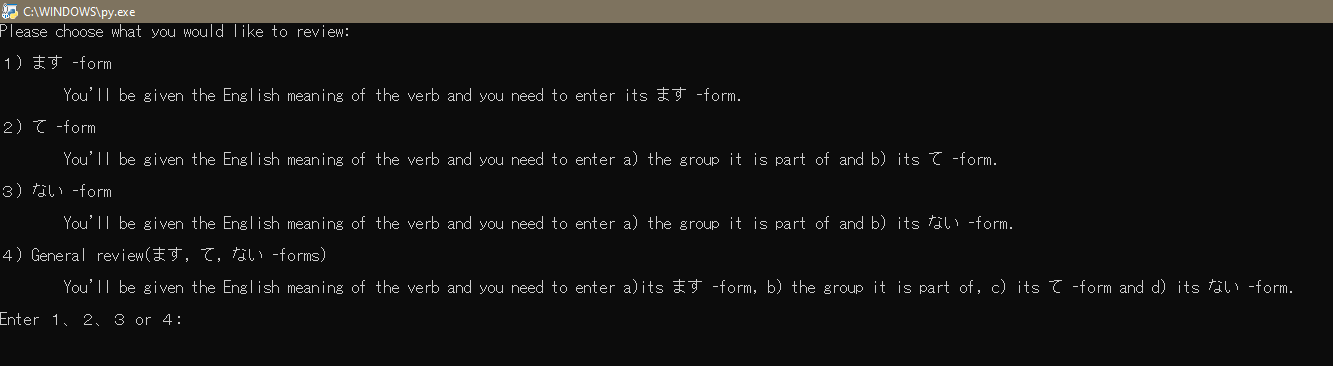 C:\WINDOWS\py.exe
Please choose what you would like to review:
１) ます -form
You'll be given the English meaning of the verb and you need to enter its ます -form.
２) て -form
You'll be given the English meaning of the verb and you need to enter a) the group it is part of and b) its て -form.
３) ない -form
You'll be given the English meaning of the verb and you need to enter a) the group it is part of and b) its ない -form.
４) General review(ます, て, ない -forms)
You'll be given the English meaning of the verb and you need to enter a)its ます -form, b) the group it is part of, c) its て -form and d) its ない -form.
Enter １、２、３ or ４: